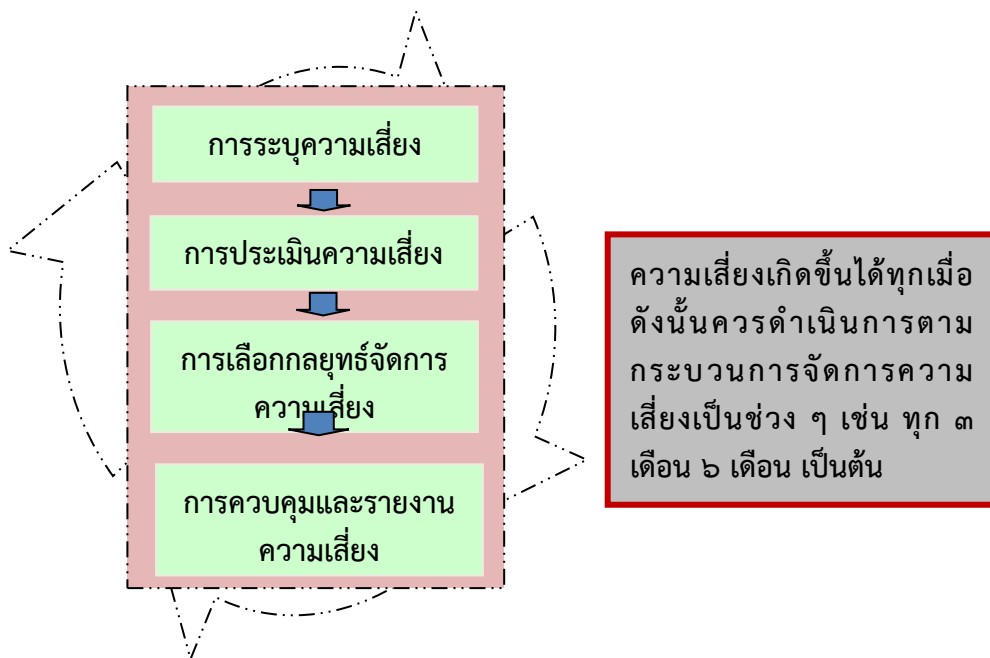 การระบุความเสี่ยง
การประเมินความเสี่ยง
การเลือกกลยุทธ์จัดการ
ความเสี่ยง
การควบคุมและรายงาน
ความเสี่ยง
ความเสี่ยงเกิดขึ้นได้ทุกเมื่อ
ดังนั้นควรดำเนินการตาม
กระบวนการจัดการความ
เสี่ยงเป็นช่วง ๆ เช่น ทุก ๓
เดือน ๖ เดือน เป็นต้น